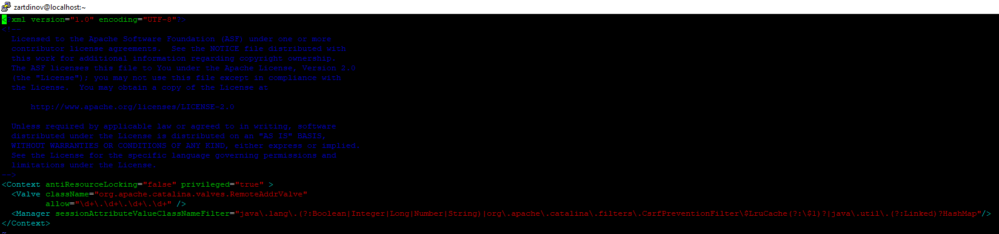 zartdinov@localhost:~
<?xml version="1.0" encoding="UTF-8"?>
<!--
  Licensed to the Apache Software Foundation (ASF) under one or more
  contributor license agreements.  See the NOTICE file distributed with
  this work for additional information regarding copyright ownership.
  The ASF licenses this file to You under the Apache License, Version 2.0
  (the "License"); you may not use this file except in compliance with
  the License.  You may obtain a copy of the License at

      http://www.apache.org/licenses/LICENSE-2.0

  Unless required by applicable law or agreed to in writing, software
  distributed under the License is distributed on an "AS IS" BASIS,
  WITHOUT WARRANTIES OR CONDITIONS OF ANY KIND, either express or implied.
  See the License for the specific language governing permissions and
  limitations under the License.
-->
<Context antiResourceLocking="false" privileged="true" >
  <Valve className="org.apache.catalina.valves.RemoteAddrValve"
         allow="\d+\.\d+\.\d+\.\d+" />
  <Manager sessionAttributeValueClassNameFilter="java\.lang\.(?:Boolean|Integer|Long|Number|String)|org\.apache\.catalina\.filters\.CsrfPreventionFilter\$LruCache(?:\$1)?|java\.util\.(?:Linked)?HashMap"/>
</Context>
~